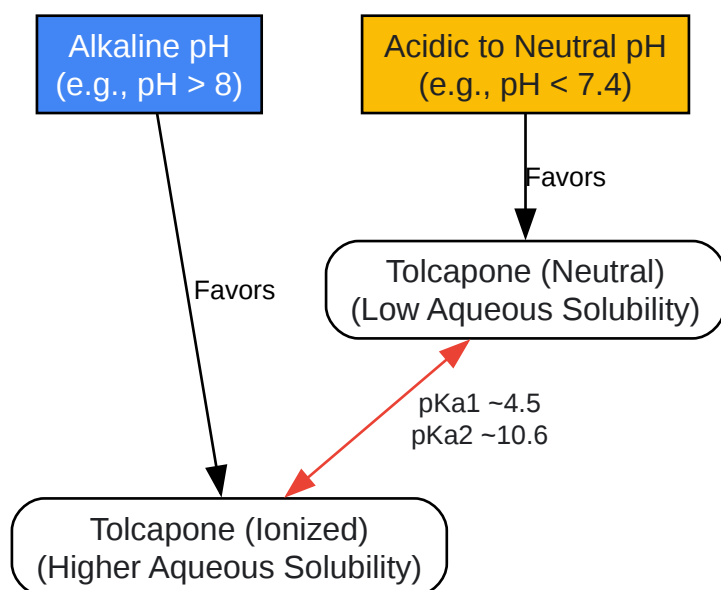 Alkaline pH
(e.g., pH > 8)
Acidic to Neutral pH
(e.g., pH < 7.4)
Favors
Tolcapone (Neutral)
(Low Aqueous Solubility)
Favors
pKa1 ~4.5
pKa2 ~10.6
Tolcapone (Ionized)
(Higher Aqueous Solubility)